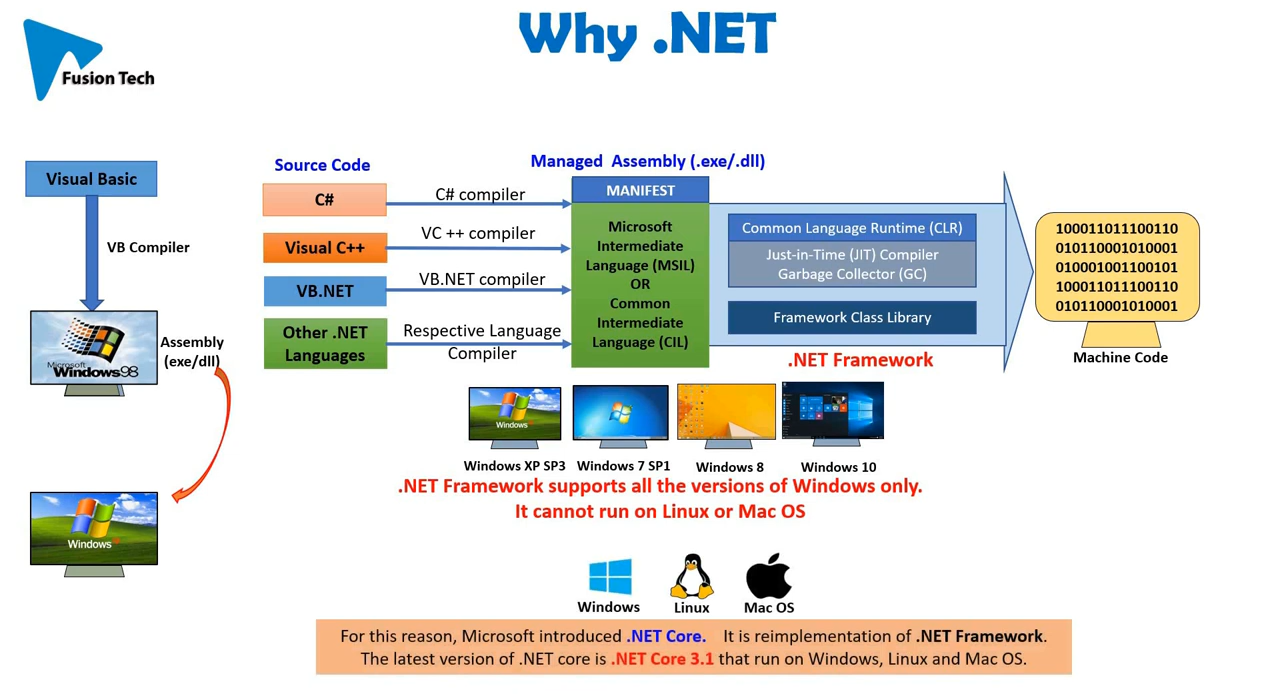 Why .NET
Fusion Tech
Visual Basic
VB Compiler
Microsoft
Windows98
Assembly
(exe/dll)
Windows
Source Code
C#
Visual C++
VB.NET
Other .NET
Languages
C# compiler
VC ++ compiler
VB.NET compiler
Respective Language
Compiler
Managed Assembly (.exe/.dll)
MANIFEST
Microsoft
Intermediate
Language (MSIL)
OR
Common
Intermediate
Language (CIL)
Common Language Runtime (CLR)
Just-in-Time (JIT) Compiler
Garbage Collector (GC)
Framework Class Library
.NET Framework
100011011100110
010110001010001
010001001100101
100011011100110
010110001010001
Machine Code
Windows
Windows XP SP3
Windows 7 SP1
Windows 8
Windows 10
.NET Framework supports all the versions of Windows only.
It cannot run on Linux or Mac OS
Windows
Linux
Mac OS
For this reason, Microsoft introduced .NET Core. It is reimplementation of .NET Framework.
The latest version of .NET core is .NET Core 3.1 that run on Windows, Linux and Mac OS.